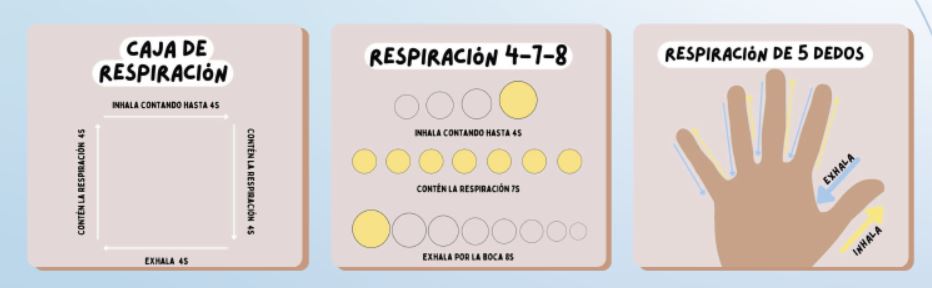 CAJA DE
RESPIRACIÓN
INHALA CONTANDO HASTA 4S
CONTÉN LA RESPIRACIÓN 4S
CONTÉN LA RESPIRACIÓN 4S
EXHALA 4S
RESPIRACIÓN 4-7-8
INHALA CONTANDO HASTA 4S
CONTÉN LA RESPIRACIÓN 7S
EXHALA POR LA BOCA 8S
RESPIRACIÓN DE 5 DEDOS
EXHALA
INHALA